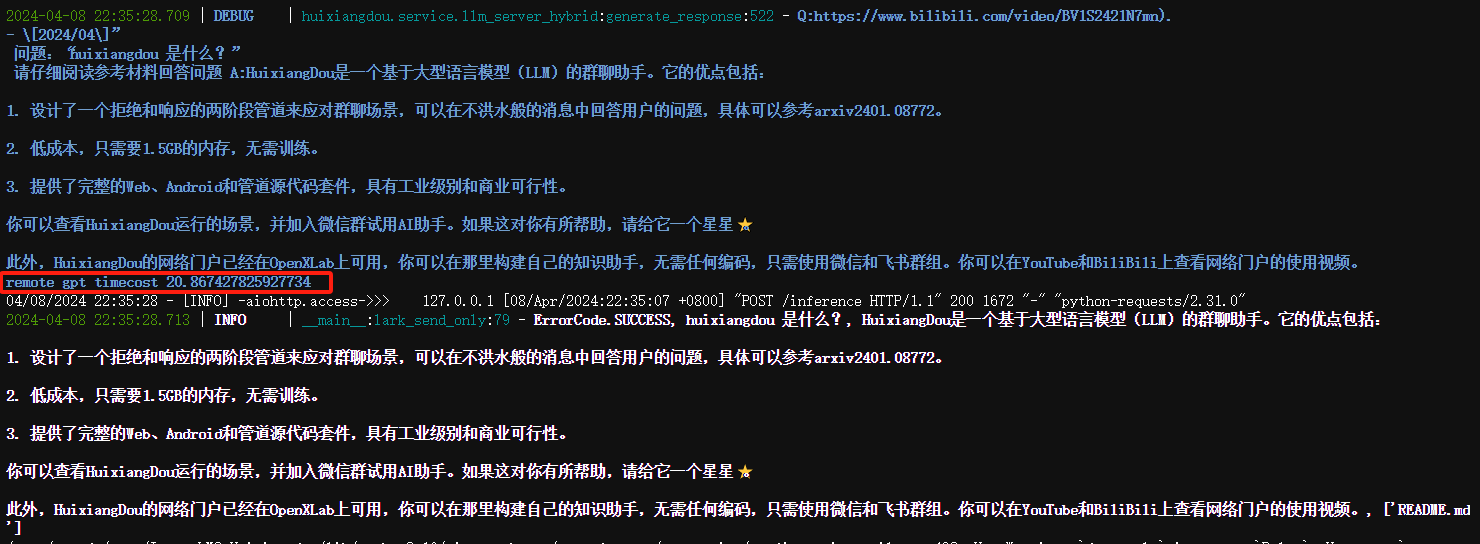 2024-04-08 22:35:28.709 | DEBUG    | huixiangdou.service.llm_server_hybrid:generate_response:522 - Q:https://www.bilibili.com/video/BV1S2421N7mn).
- \[2024/04\]”
问题：“huixiangdou 是什么？”
请仔细阅读参考材料回答问题 A:HuixiangDou是一个基于大型语言模型（LLM）的群聊助手。它的优点包括：
1. 设计了一个拒绝和响应的两阶段管道来应对群聊场景，可以在不洪水般的消息中回答用户的问题，具体可以参考arxiv2401.08772。
2. 低成本，只需要1.5GB的内存，无需训练。
3. 提供了完整的Web、Android和管道源代码套件，具有工业级别和商业可行性。
你可以查看HuixiangDou运行的场景，并加入微信群试用AI助手。如果这对你有所帮助，请给它一个星星⭐
此外，HuixiangDou的网络门户已经在OpenXLab上可用，你可以在那里构建自己的知识助手，无需任何编码，只需使用微信和飞书群组。你可以在YouTube和BiliBili上查看网络门户的使用视频。
remote gpt timecost 20.867427825927734
04/08/2024 22:35:28 - [INFO] -aiohttp.access->>>    127.0.0.1 [08/Apr/2024:22:35:07 +0800] "POST /inference HTTP/1.1" 200 1672 "-" "python-requests/2.31.0"
2024-04-08 22:35:28.713 | INFO     | __main__:lark_send_only:79 - ErrorCode.SUCCESS, huixiangdou 是什么？, HuixiangDou是一个基于大型语言模型（LLM）的群聊助手。它的优点包括：
1. 设计了一个拒绝和响应的两阶段管道来应对群聊场景，可以在不洪水般的消息中回答用户的问题，具体可以参考arxiv2401.08772。
2. 低成本，只需要1.5GB的内存，无需训练。
3. 提供了完整的Web、Android和管道源代码套件，具有工业级别和商业可行性。
你可以查看HuixiangDou运行的场景，并加入微信群试用AI助手。如果这对你有所帮助，请给它一个星星⭐
此外，HuixiangDou的网络门户已经在OpenXLab上可用，你可以在那里构建自己的知识助手，无需任何编码，只需使用微信和飞书群组。你可以在YouTube和BiliBili上查看网络门户的使用视频。, ['README.md
']